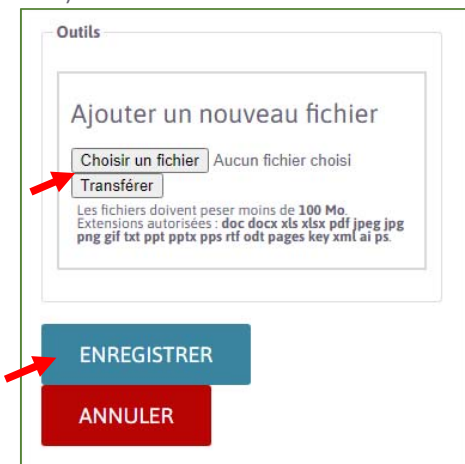 Outils
Ajouter un nouveau fichier
Choisir un fichier Aucun fichier choisi
Transférer
Les fichiers doivent peser moins de 100 Mo.
Extensions autorisées : doc docx xls xlsx pdf jpeg jpg
png gif txt ppt pptx pps rtf odt pages key xml ai ps.
ENREGISTRER
ANNULER